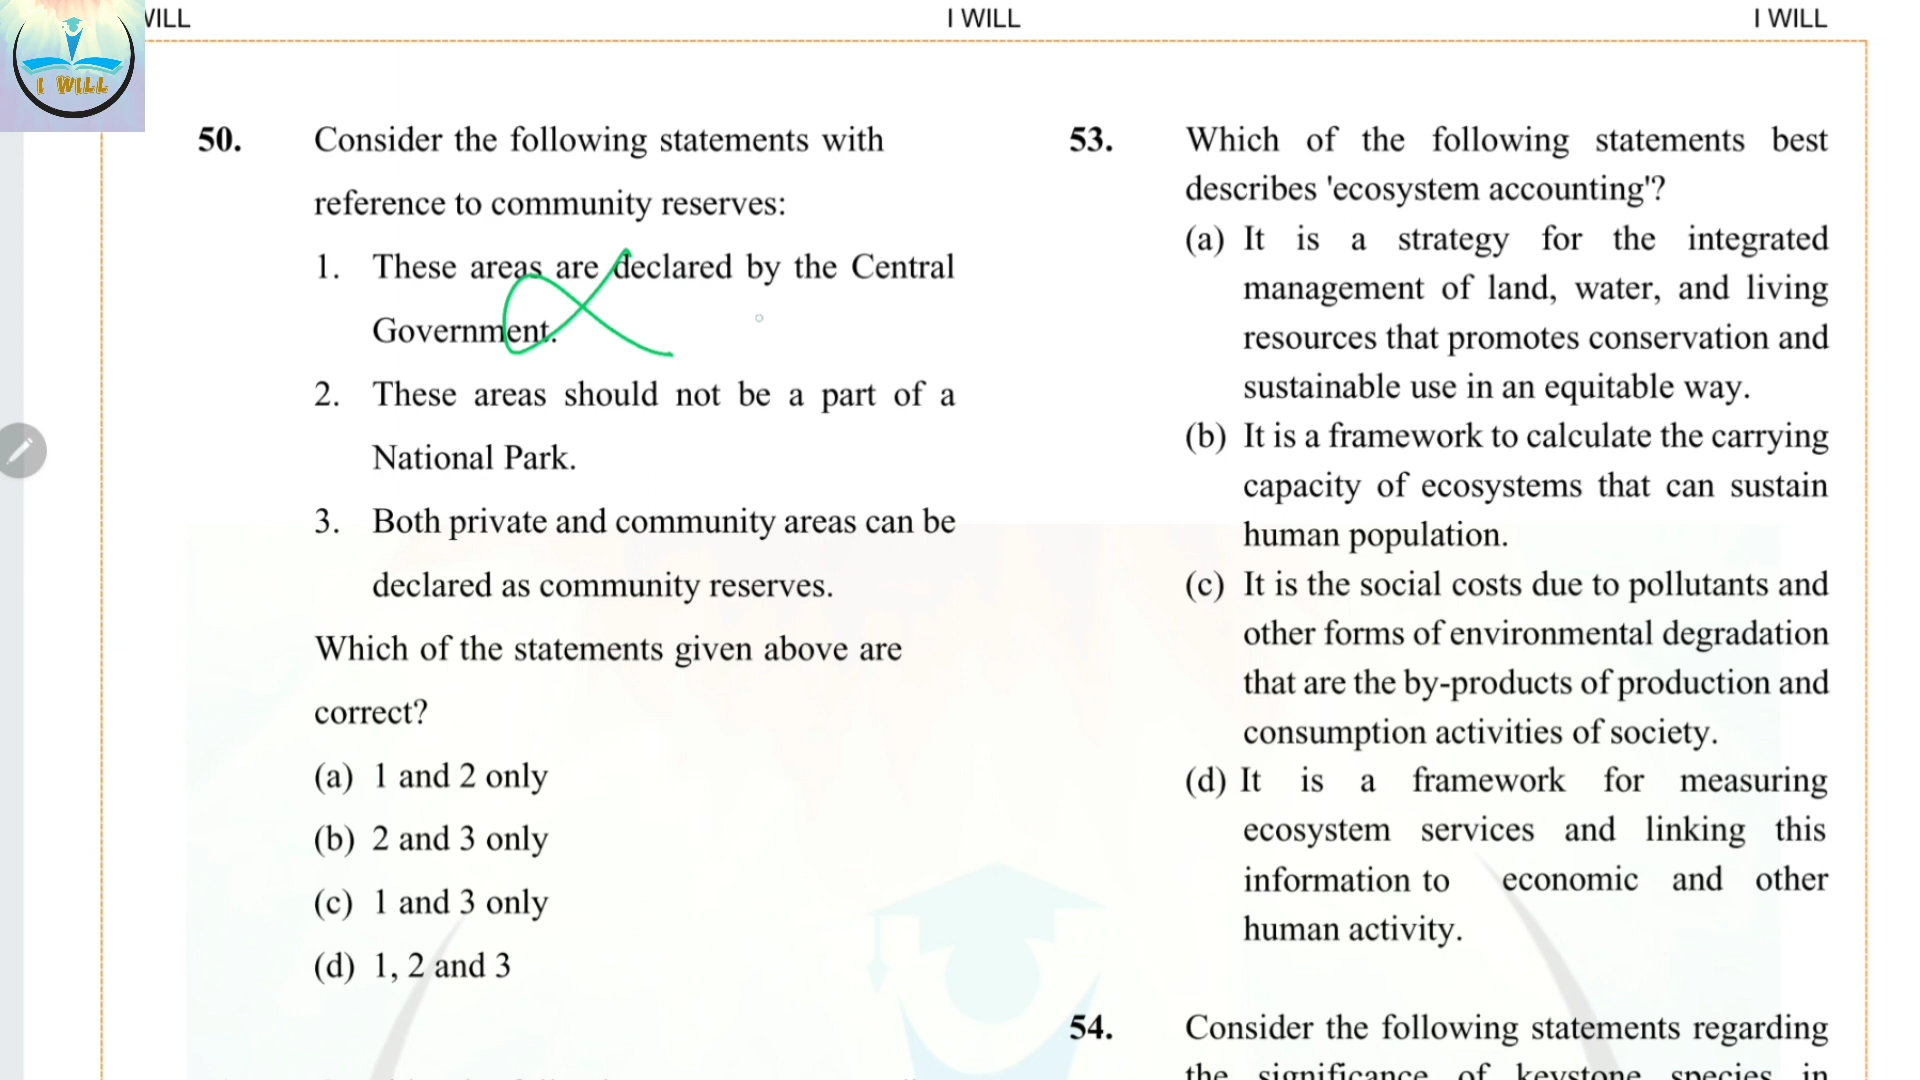 VILL
I WILL
I WILL
I WILL
50. Consider the following statements with
reference to community reserves:
1. These areas are declared by the Central
Government.
2. These areas should not be a part of a
National Park.
3. Both private and community areas can be
declared as community reserves.
Which of the statements given above are
correct?
(a) 1 and 2 only
(b) 2 and 3 only
(c) 1 and 3 only
(d) 1, 2 and 3
53. Which of the following statements best
describes 'ecosystem accounting'?
(a) It is a strategy for the integrated
management of land, water, and living
resources that promotes conservation and
sustainable use in an equitable way.
(b) It is a framework to calculate the carrying
capacity of ecosystems that can sustain
human population.
(c) It is the social costs due to pollutants and
other forms of environmental degradation
that are the by-products of production and
consumption activities of society.
(d) It is a framework for measuring
ecosystem services and linking this
information to economic and other
human activity.
54. Consider the following statements regarding
the significance of keystone species in